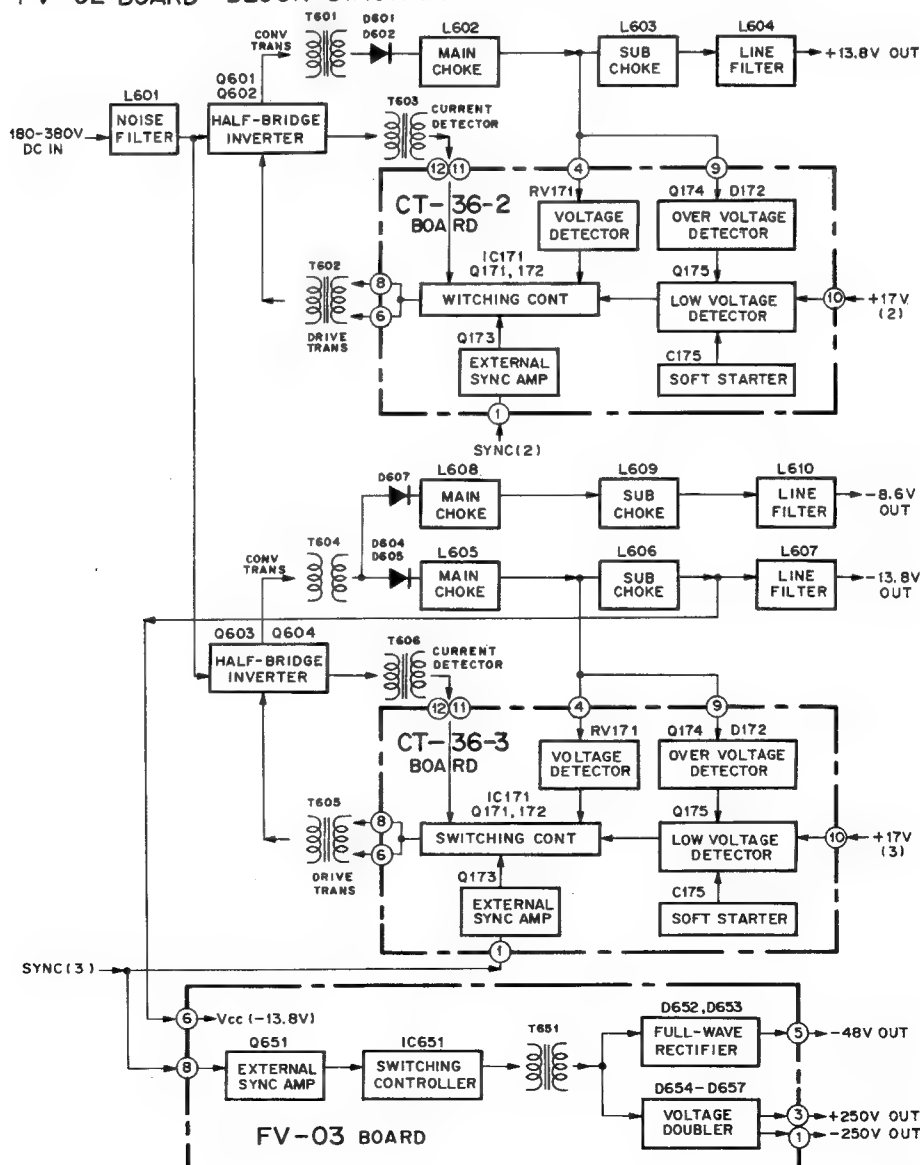 BOARD
T601
D601
D602
L602
L603
L604
CONV
TRANS
MAIN
CHOKE
SUB
CHOKE
LINE
FILTER
+13.8V OUT
L601
Q601
Q602
T603
CURRENT
DETECTOR
NOISE
FILTER
HALF-BRIDGE
INVERTER
180-380V
DC IN
12 11
4
9
CT-36-2
BOARD
RV171
VOLTAGE
DETECTOR
Q174 D172
OVER VOLTAGE
DETECTOR
IC171
Q171, 172
T602
8
6
WITCHING CONT
Q175
LOW VOLTAGE
DETECTOR
10
+17V
(2)
DRIVE
TRANS
Q173
EXTERNAL
SYNC AMP
C175
SOFT STARTER
1
SYNC(2)
D607
L608
L609
L610
MAIN
CHOKE
SUB
CHOKE
LINE
FILTER
-8.6V
OUT
T604
CONV
TRANS
D604
D605
L605
L606
L607
MAIN
CHOKE
SUB
CHOKE
LINE
FILTER
-13.8V
OUT
Q603 Q604
HALF-BRIDGE
INVERTER
T606
CURRENT
DETECTOR
12 11
4
9
CT-36-3
BOARD
RV171
VOLTAGE
DETECTOR
Q174 D172
OVER VOLTAGE
DETECTOR
IC171
Q171, 172
T605
8
6
SWITCHING CONT
Q175
LOW VOLTAGE
DETECTOR
10
+17V
(3)
DRIVE
TRANS
Q173
EXTERNAL
SYNC AMP
C175
SOFT STARTER
1
SYNC(3)
6
Vcc (-13.8V)
8
Q651
EXTERNAL
SYNC AMP
IC651
SWITCHING
CONTROLLER
T651
D652, D653
FULL-WAVE
RECTIFIER
5
-48V OUT
D654-D657
VOLTAGE
DOUBLER
3
+250V OUT
1
-250V OUT
FV-03 BOARD